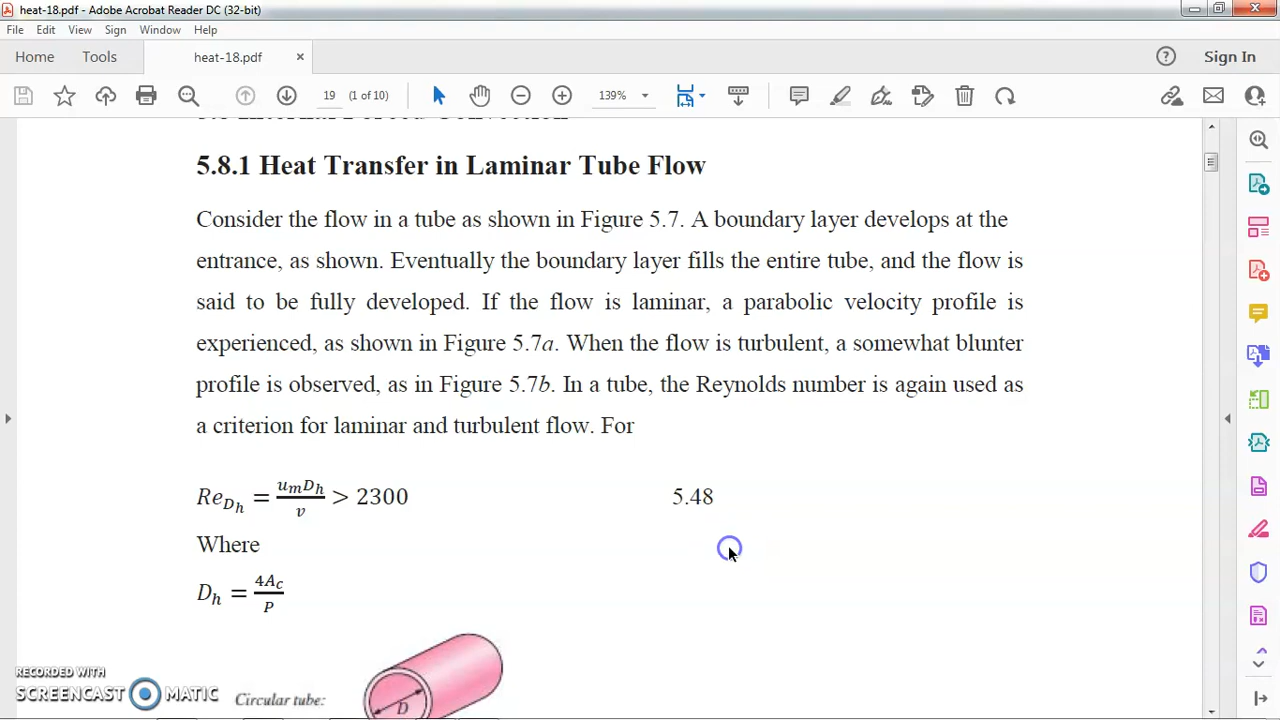 heat-18.pdf - Adobe Acrobat Reader DC (32-bit)
File Edit View Sign Window Help
Home Tools heat-18.pdf × Sign In
19 (1 of 10) 139%
5.8.1 Heat Transfer in Laminar Tube Flow
Consider the flow in a tube as shown in Figure 5.7. A boundary layer develops at the
entrance, as shown. Eventually the boundary layer fills the entire tube, and the flow is
said to be fully developed. If the flow is laminar, a parabolic velocity profile is
experienced, as shown in Figure 5.7a. When the flow is turbulent, a somewhat blunter
profile is observed, as in Figure 5.7b. In a tube, the Reynolds number is again used as
a criterion for laminar and turbulent flow. For
Re_{D_h} = \frac{u_m D_h}{v} > 2300 5.48
Where
D_h = \frac{4A_c}{P}
Circular tube: D
RECORDED WITH
SCREENCAST MATIC